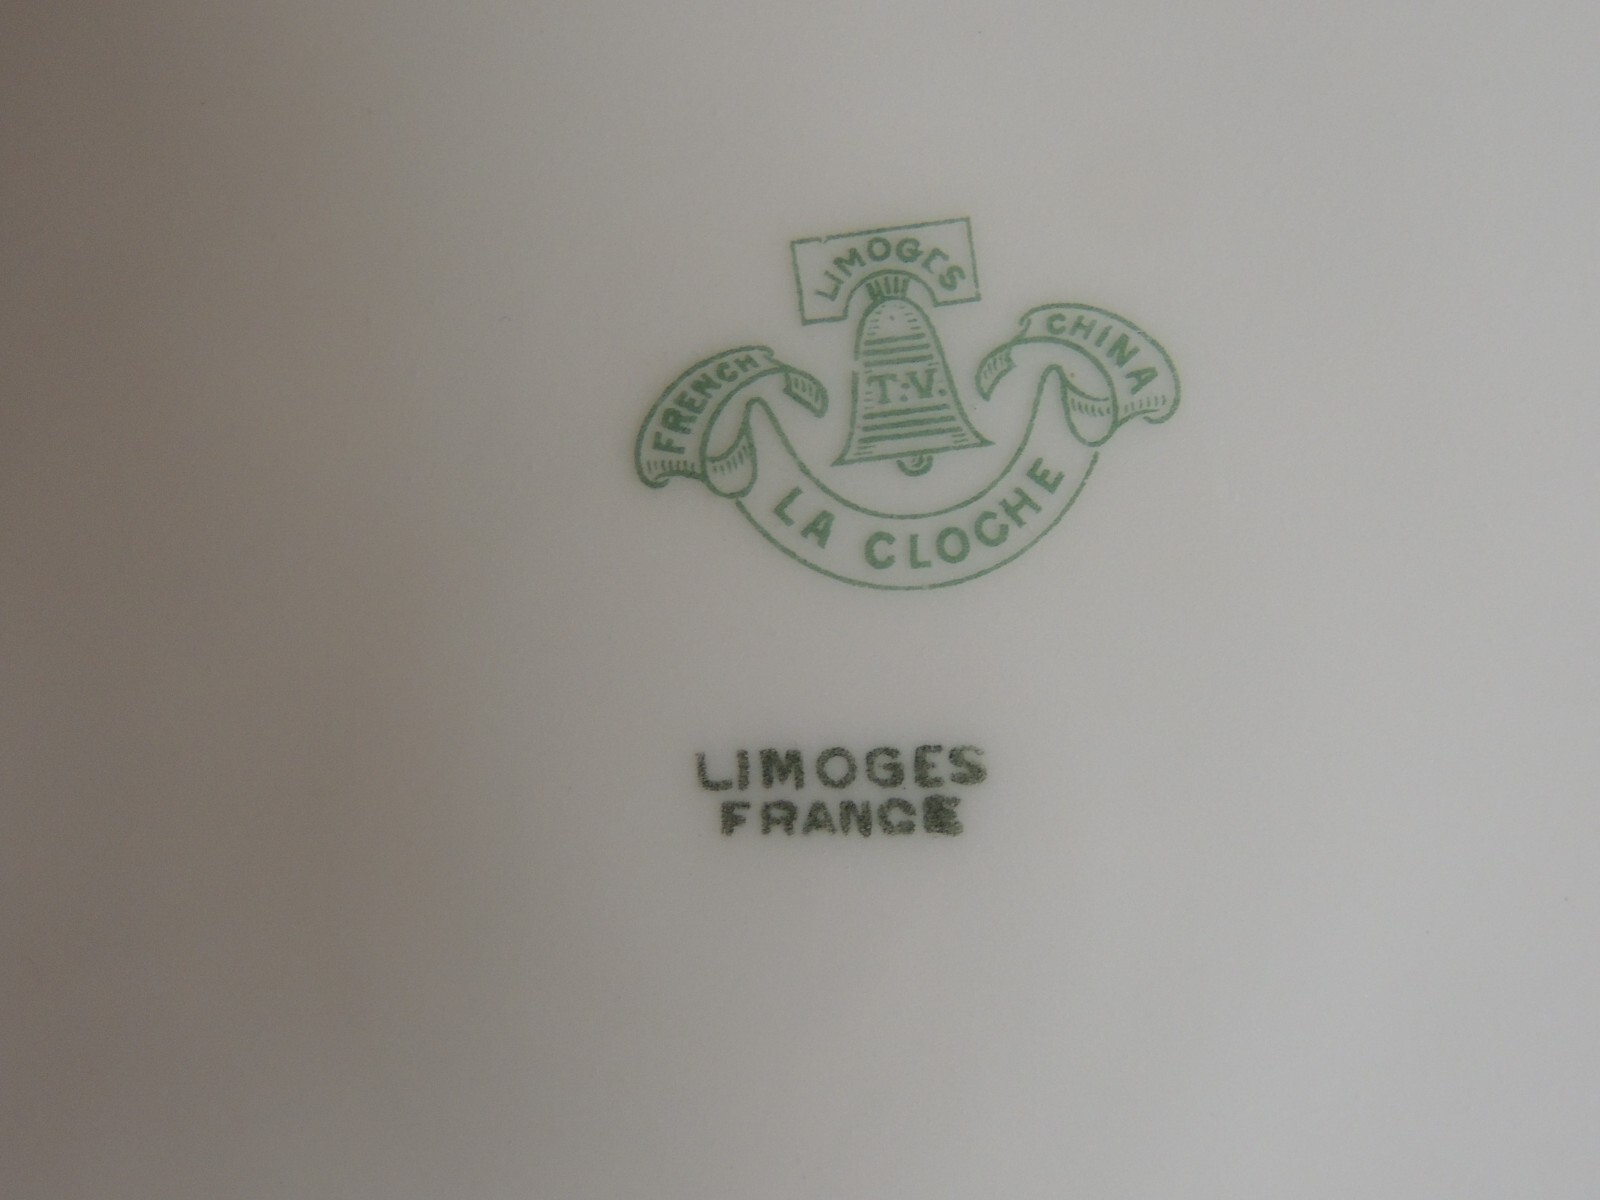 LIMOGES
T.V.
FRENCH
CHINA
LA CLOCHE
LIMOGES
FRANCE